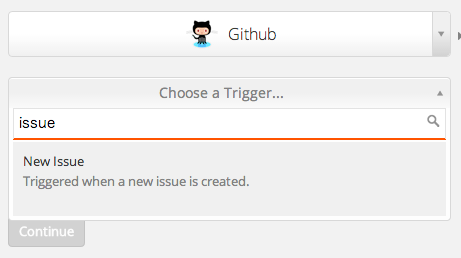 Github
Choose a Trigger...
issue
New Issue
Triggered when a new issue is created.
Continue